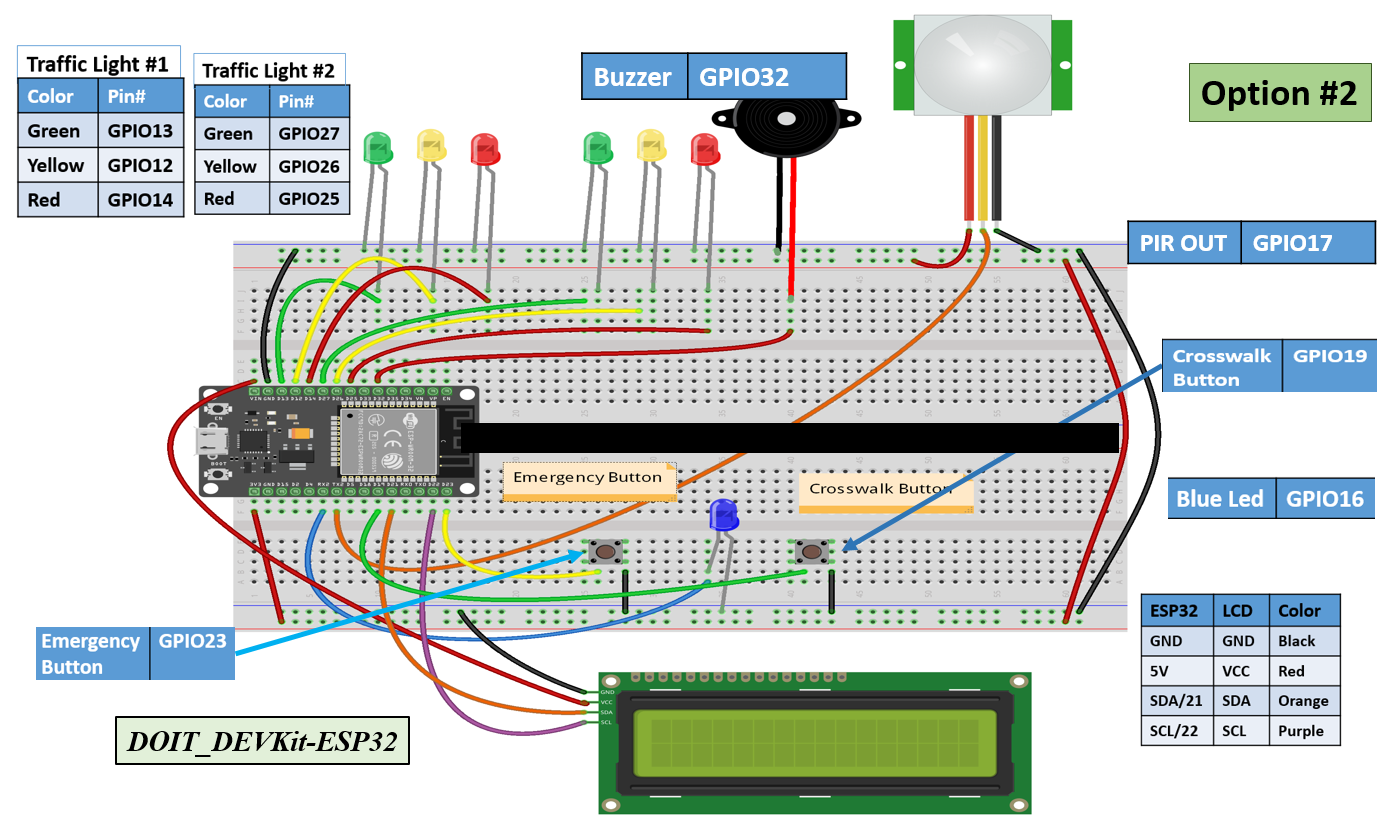 Traffic Light #1
Color Pin#
Green GPIO13
Yellow GPIO12
Red GPIO14
Traffic Light #2
Color Pin#
Green GPIO27
Yellow GPIO26
Red GPIO25
Buzzer GPIO32
Option #2
PIR OUT GPIO17
Crosswalk GPIO19
Button
Emergency Button
Crosswalk Button
Blue Led GPIO16
Emergency GPIO23
Button
DOIT_DEVKit-ESP32
GND
VCC
SDA
SCL
ESP32 LCD Color
GND GND Black
5V VCC Red
SDA/21 SDA Orange
SCL/22 SCL Purple